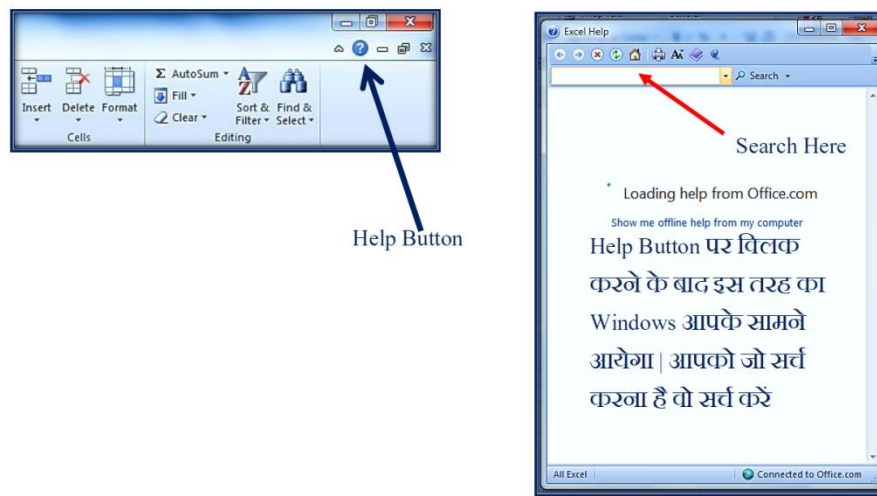 Σ AutoSum
Fill
Clear
Insert Delete Format
Sort & Filter
Find & Select
Cells
Editing
Help Button
Excel Help
Search
Search Here
Loading help from Office.com
Show me offline help from my computer
Help Button पर क्लिक
करने के बाद इस तरह का
Windows आपके सामने
आयेगा | आपको जो सर्च
करना है वो सर्च करें
All Excel
Connected to Office.com